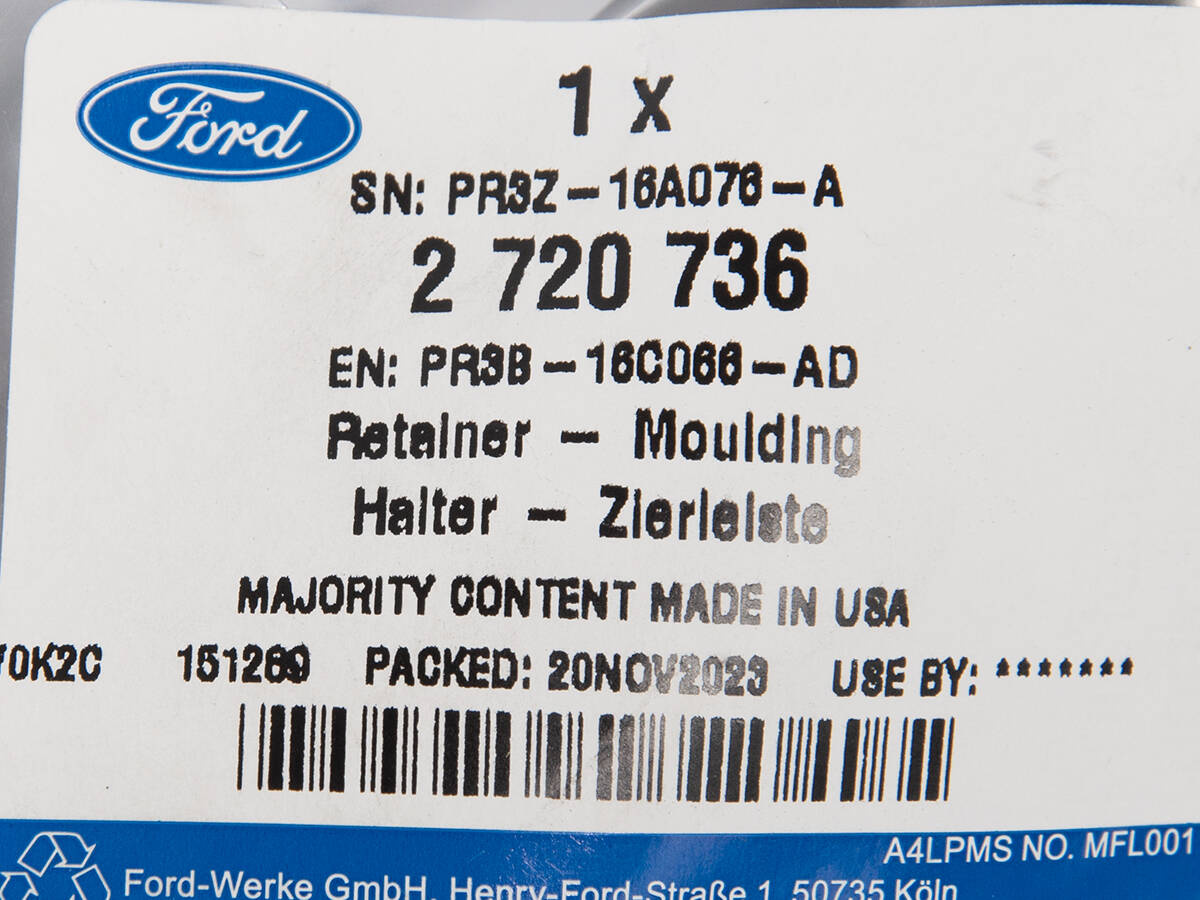 Ford
1 x
SN: PR3Z-16A076-A
2 720 736
EN: PR3B-16C066-AD
Retainer - Moulding
Halter - Zierleiste
MAJORITY CONTENT MADE IN USA
151269 PACKED: 20NOV2023 USE BY: *******
A4LPMS NO. MFL001
Ford-Werke GmbH, Henry-Ford-Straße 1, 50735 Köln